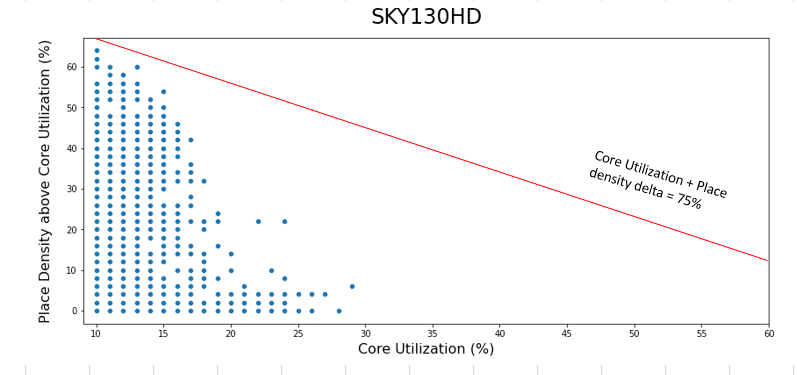 SKY130HD
Place Density above Core Utilization (%)
60
50
40
30
20
10
0
Core Utilization + Place
density delta = 75%
10 15 20 25 30 35 40 45 50 55 60
Core Utilization (%)